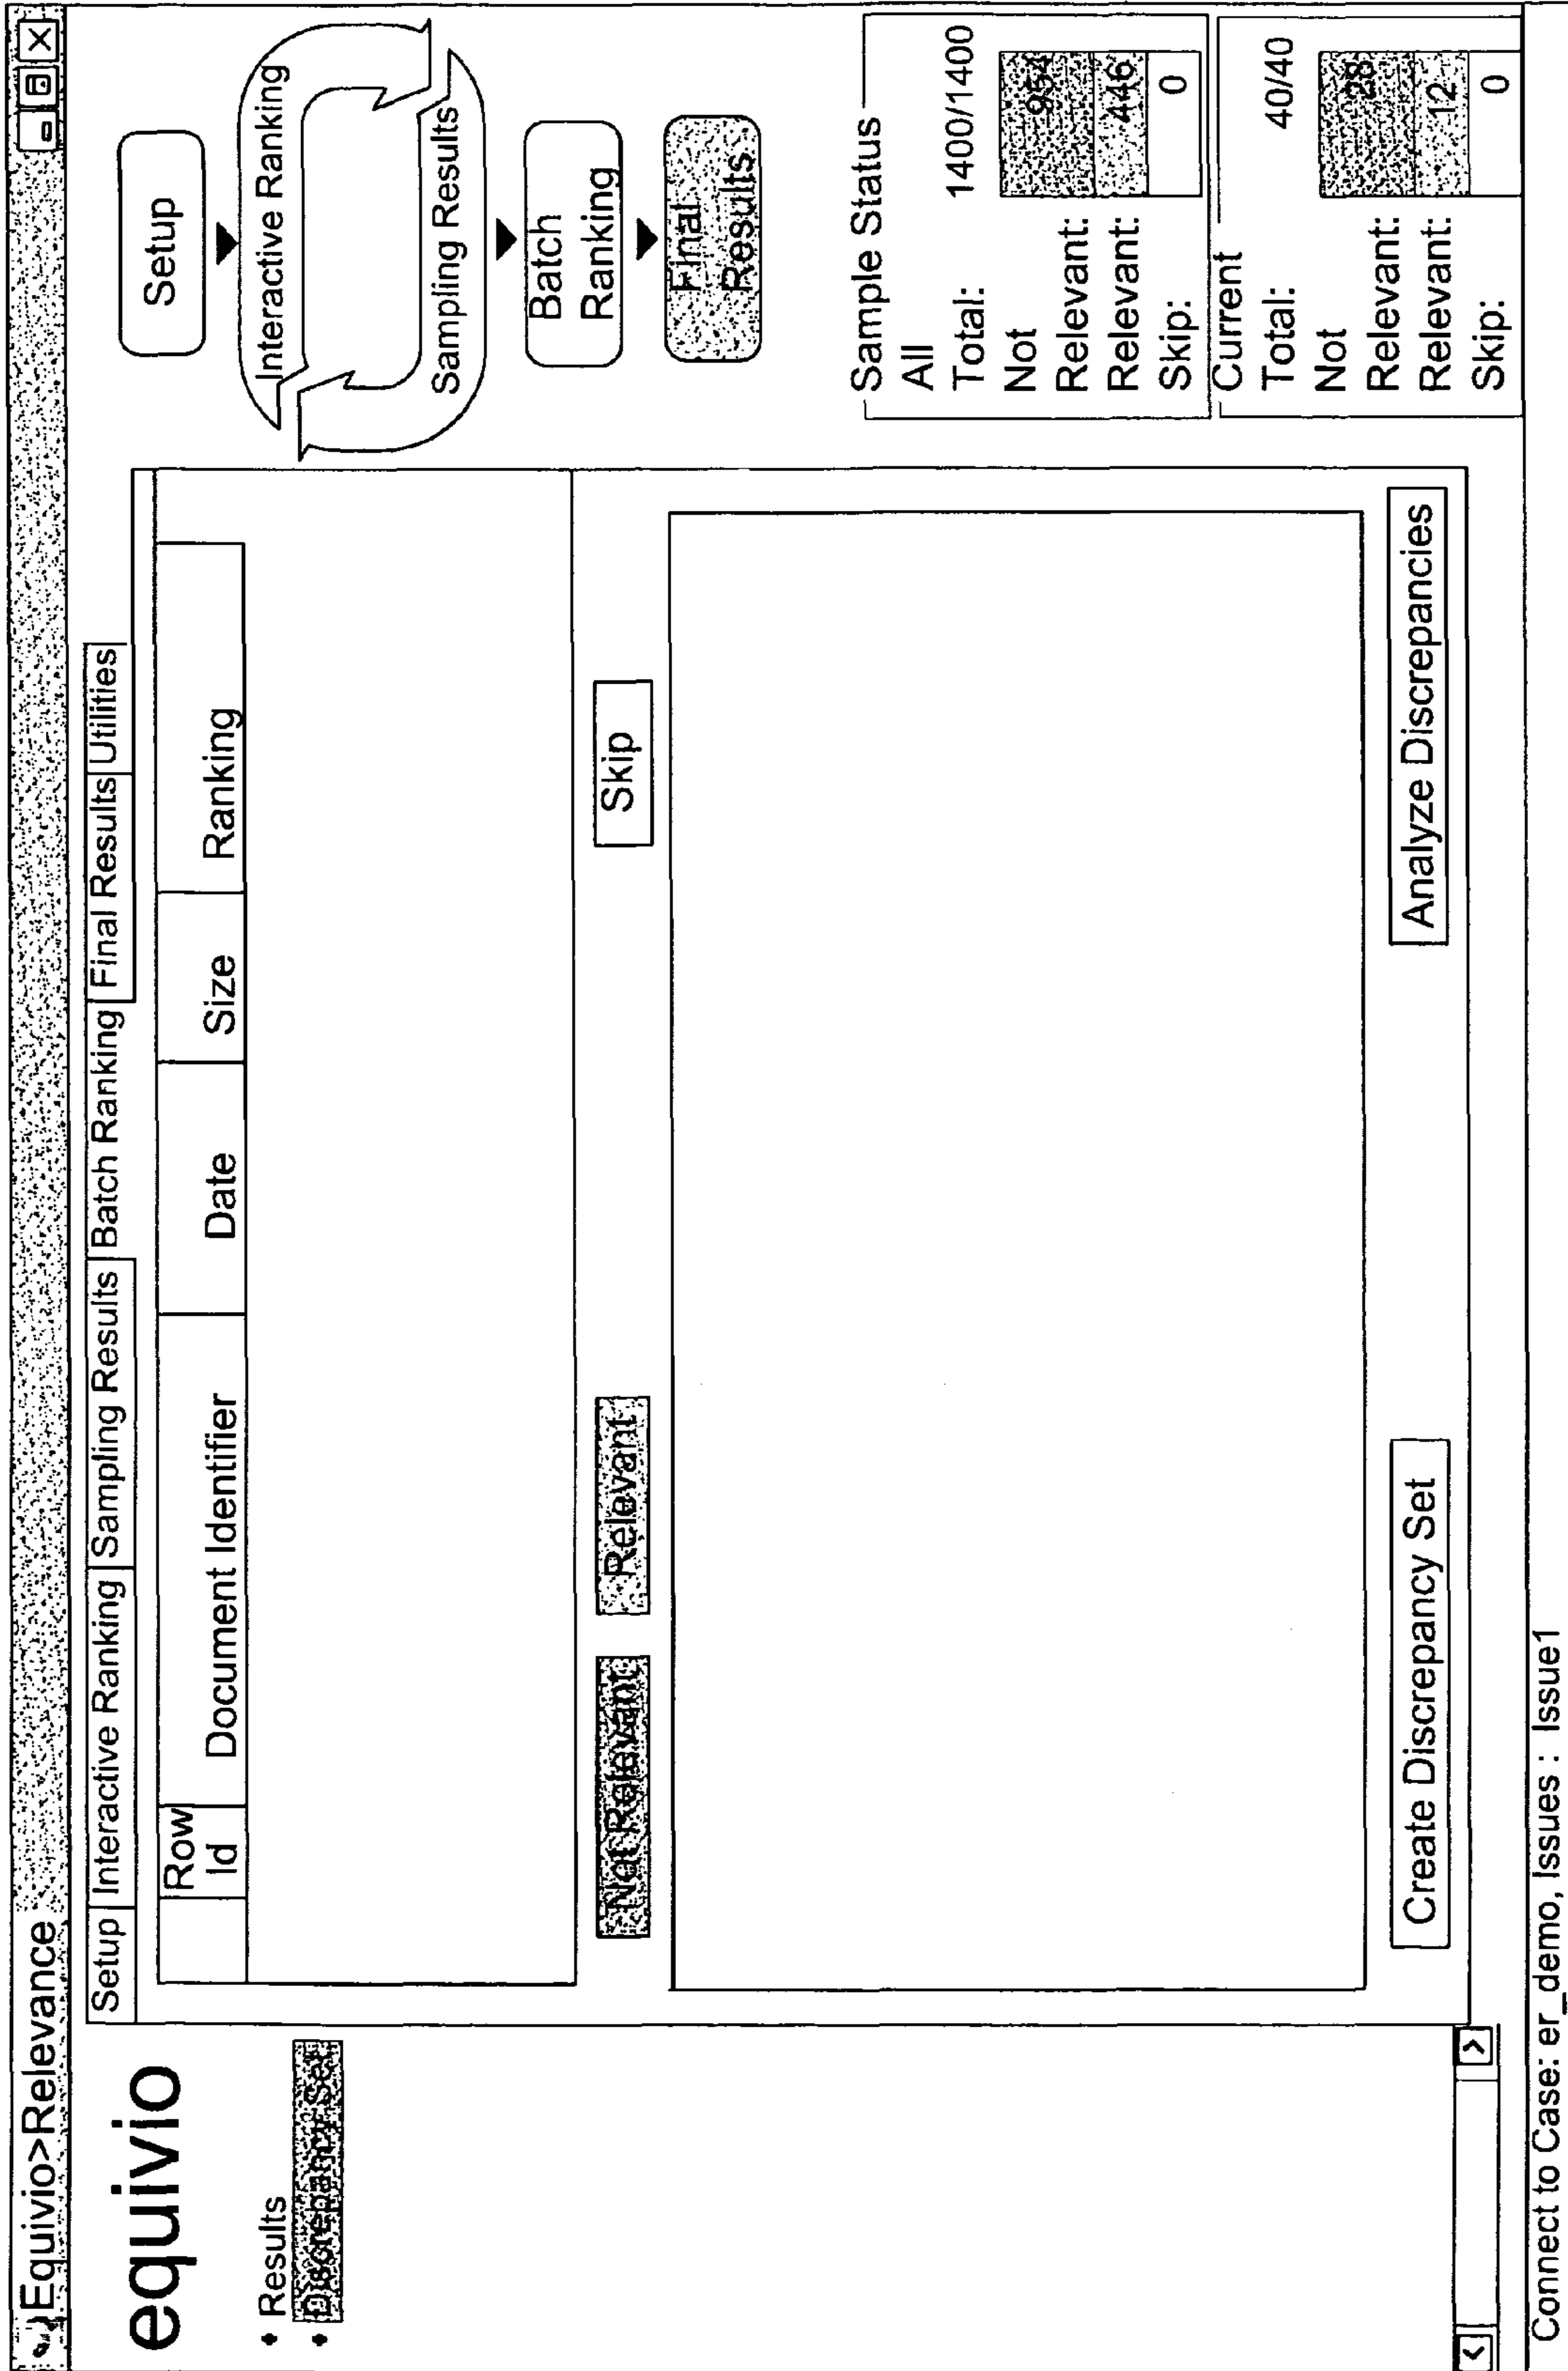 Equivio>Relevance
equivio
Results
Discrepancy Set
Setup Interactive Ranking Sampling Results Batch Ranking Final Results Utilities
Row Id Document Identifier Date Size Ranking
Not Relevant Relevant Skip
Create Discrepancy Set Analyze Discrepancies
Setup
Interactive Ranking
Sampling Results
Batch
Ranking
Final
Results
Sample Status
All
Total: 1400/1400
Not
Relevant: 954
Relevant: 446
Skip: 0
Current
Total: 40/40
Not
Relevant: 28
Relevant: 12
Skip: 0
Connect to Case: er_demo, Issues : Issue1